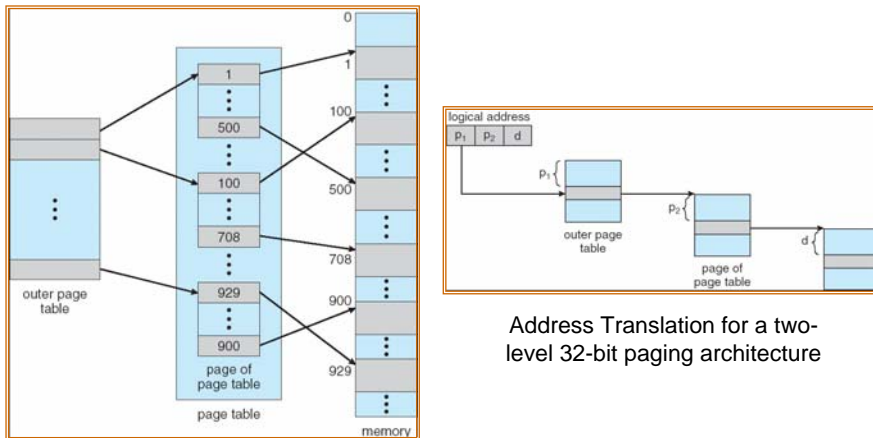 0
1
100
500
708
900
929
memory
1
500
100
708
929
900
page of
page table
page table
outer page
table
logical address
p1 p2 d
p1
outer page
table
p2
page of
page table
d
Address Translation for a two-
level 32-bit paging architecture